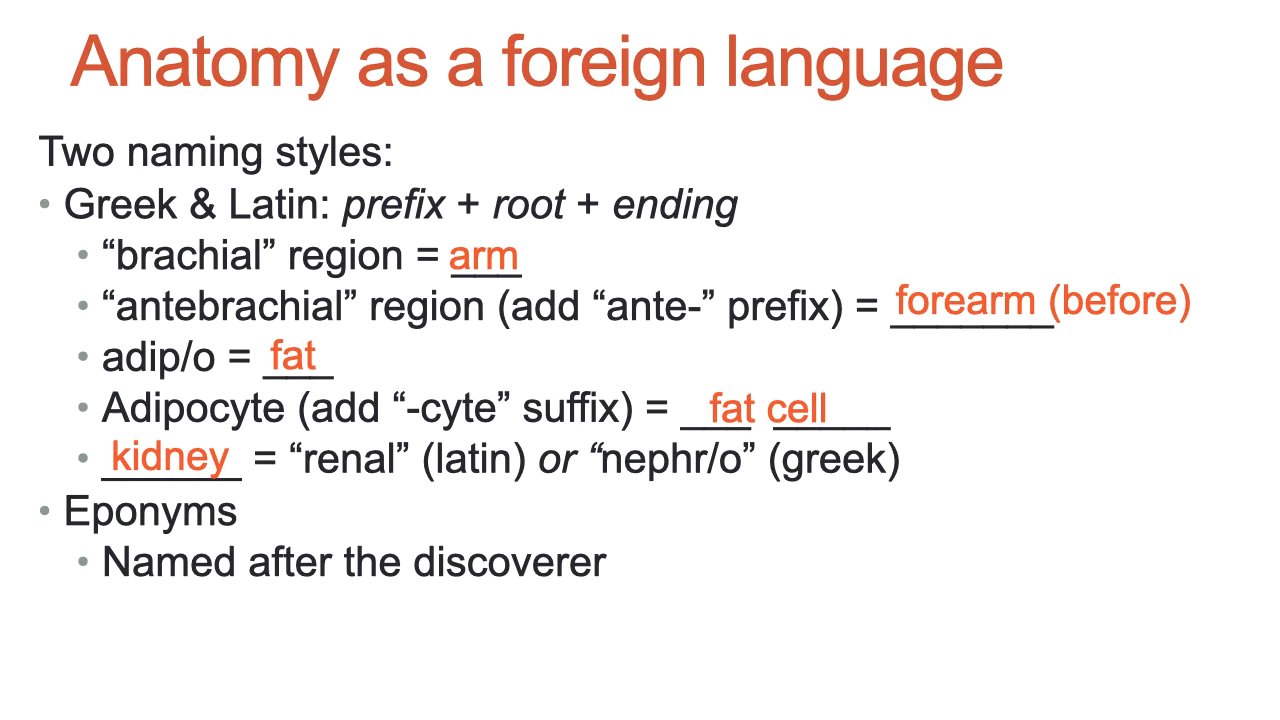 Anatomy as a foreign language
Two naming styles:
• Greek & Latin: prefix + root + ending
• “brachial” region = arm
• “antebrachial” region (add “ante-” prefix) = forearm (before)
• adip/o = fat
• Adipocyte (add “-cyte” suffix) = fat cell
• kidney = “renal” (latin) or “nephr/o” (greek)
• Eponyms
• Named after the discoverer